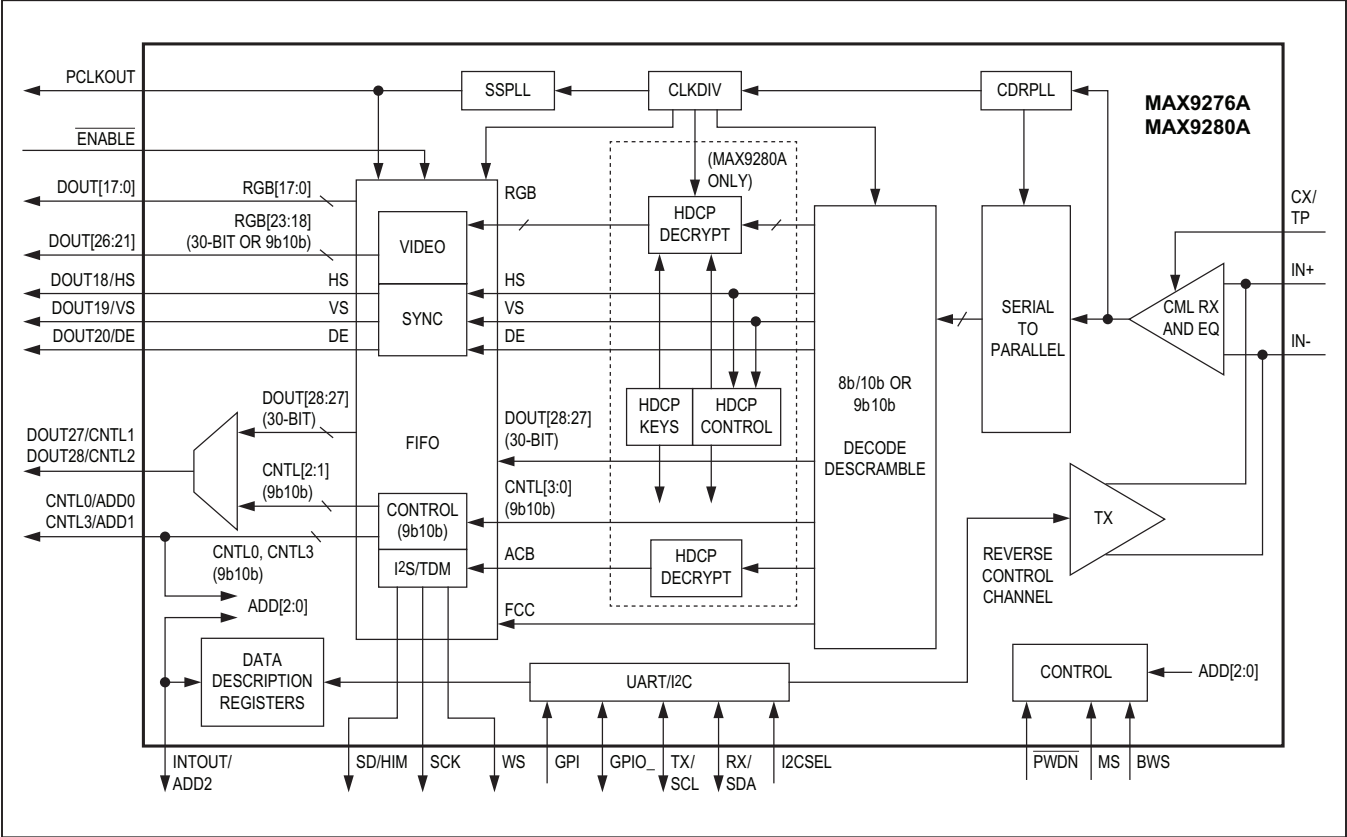 PCLKOUT
SSPLL
CLKDIV
CDRPLL
MAX9276A
MAX9280A
ENABLE
(MAX9280A
ONLY)
DOUT[17:0]
RGB[17:0]
RGB
HDCP
DECRYPT
CX/
TP
RGB[23:18]
(30-BIT OR 9b10b)
DOUT[26:21]
VIDEO
IN+
DOUT18/HS
HS
HS
DOUT19/VS
VS
SYNC
VS
DOUT20/DE
DE
DE
SERIAL
TO
PARALLEL
CML RX
AND EQ
IN-
8b/10b OR
9b10b
DECODE
DESCRAMBLE
DOUT[28:27]
(30-BIT)
HDCP
KEYS
HDCP
CONTROL
DOUT27/CNTL1
DOUT28/CNTL2
FIFO
DOUT[28:27]
(30-BIT)
CNTL[2:1]
(9b10b)
CNTL[3:0]
(9b10b)
CNTL0/ADD0
CNTL3/ADD1
CONTROL
(9b10b)
TX
CNTL0, CNTL3
(9b10b)
I2S/TDM
ACB
HDCP
DECRYPT
REVERSE
CONTROL
CHANNEL
ADD[2:0]
FCC
DATA
DESCRIPTION
REGISTERS
UART/I2C
CONTROL
ADD[2:0]
INTOUT/
ADD2
SD/HIM
SCK
WS
GPI
GPIO_
TX/
SCL
RX/
SDA
I2CSEL
PWDN
MS
BWS